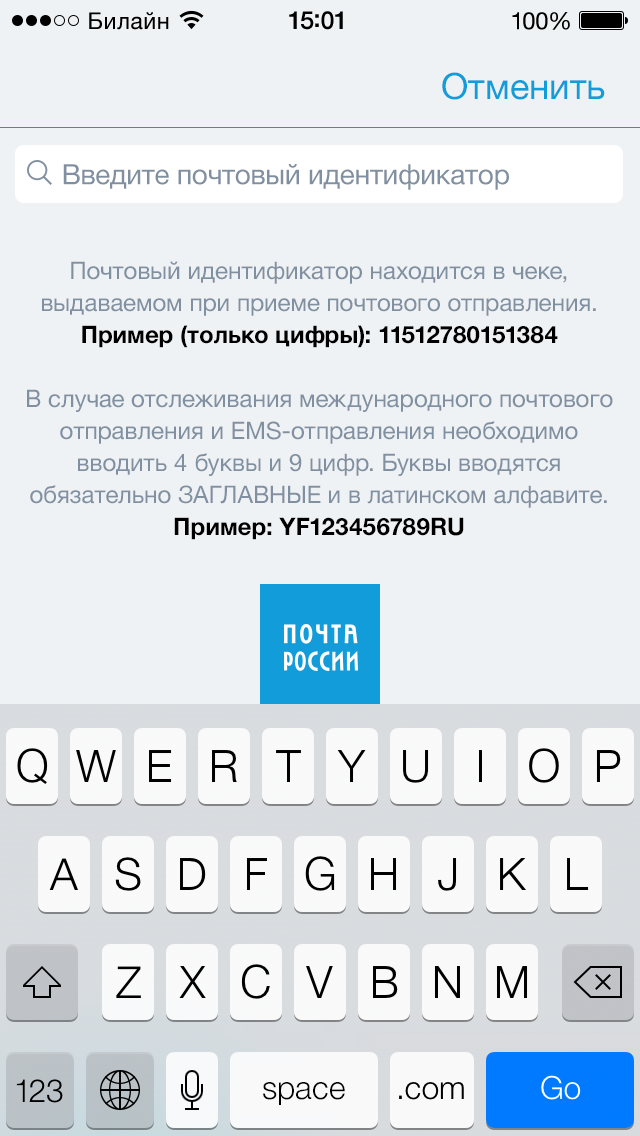 Билайн 15:01 100%
Отменить
Введите почтовый идентификатор
Почтовый идентификатор находится в чеке,
выдаваемом при приеме почтового отправления.
Пример (только цифры): 11512780151384
В случае отслеживания международного почтового
отправления и EMS-отправления необходимо
вводить 4 буквы и 9 цифр. Буквы вводятся
обязательно ЗАГЛАВНЫЕ и в латинском алфавите.
Пример: YF123456789RU
ПОЧТА
РОССИИ
Q W E R T Y U I O P
A S D F G H J K L
Z X C V B N M
123 space .com Go